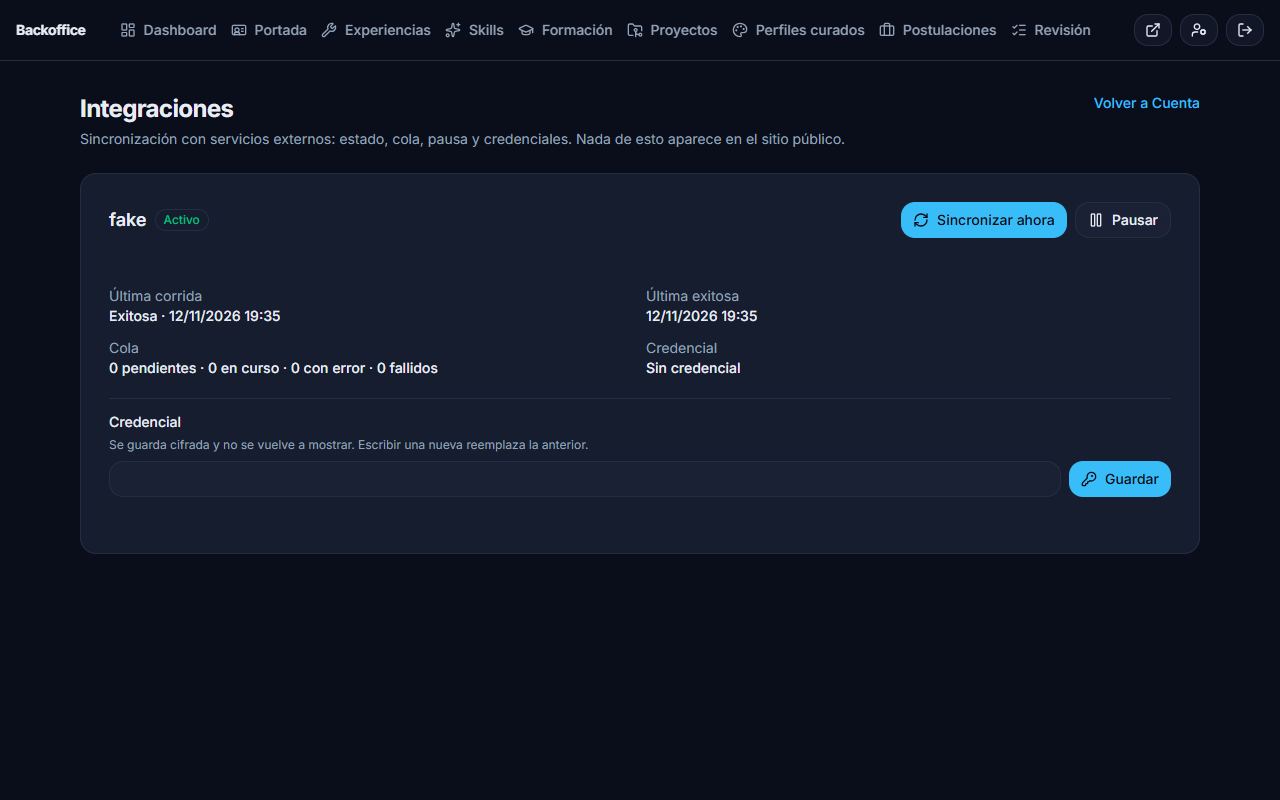 Backoffice Dashboard Portada Experiencias Skills Formación Proyectos Perfiles curados Postulaciones Revisión
Integraciones
Volver a Cuenta
Sincronización con servicios externos: estado, cola, pausa y credenciales. Nada de esto aparece en el sitio público.
fake Activo Sincronizar ahora Pausar
Última corrida
Exitosa · 12/11/2026 19:35
Última exitosa
12/11/2026 19:35
Cola
0 pendientes · 0 en curso · 0 con error · 0 fallidos
Credencial
Sin credencial
Credencial
Se guarda cifrada y no se vuelve a mostrar. Escribir una nueva reemplaza la anterior.
Guardar